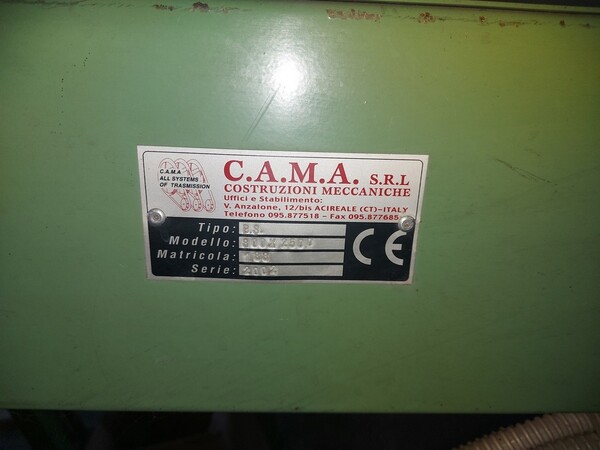 C.A.M.A
ALL SYSTEMS
OF TRASMISSION
C.A.M.A. S.R.L
COSTRUZIONI MECCANICHE
Uffici e Stabilimento:
V. Anzalone, 12/bis ACIREALE (CT)-ITALY
Telefono 095.877518 - Fax 095.877685
Tipo: B.S.
Modello:
Matricola:
Serie: 2002
CE